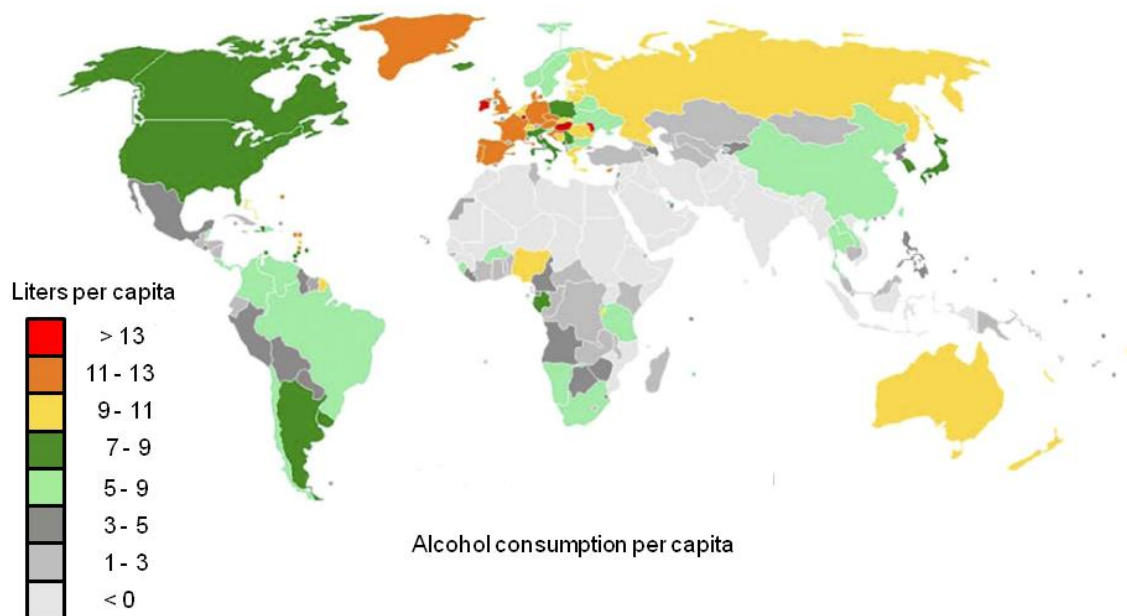 Liters per capita
> 13
11 - 13
9 - 11
7 - 9
5 - 9
3 - 5
1 - 3
< 0
Alcohol consumption per capita